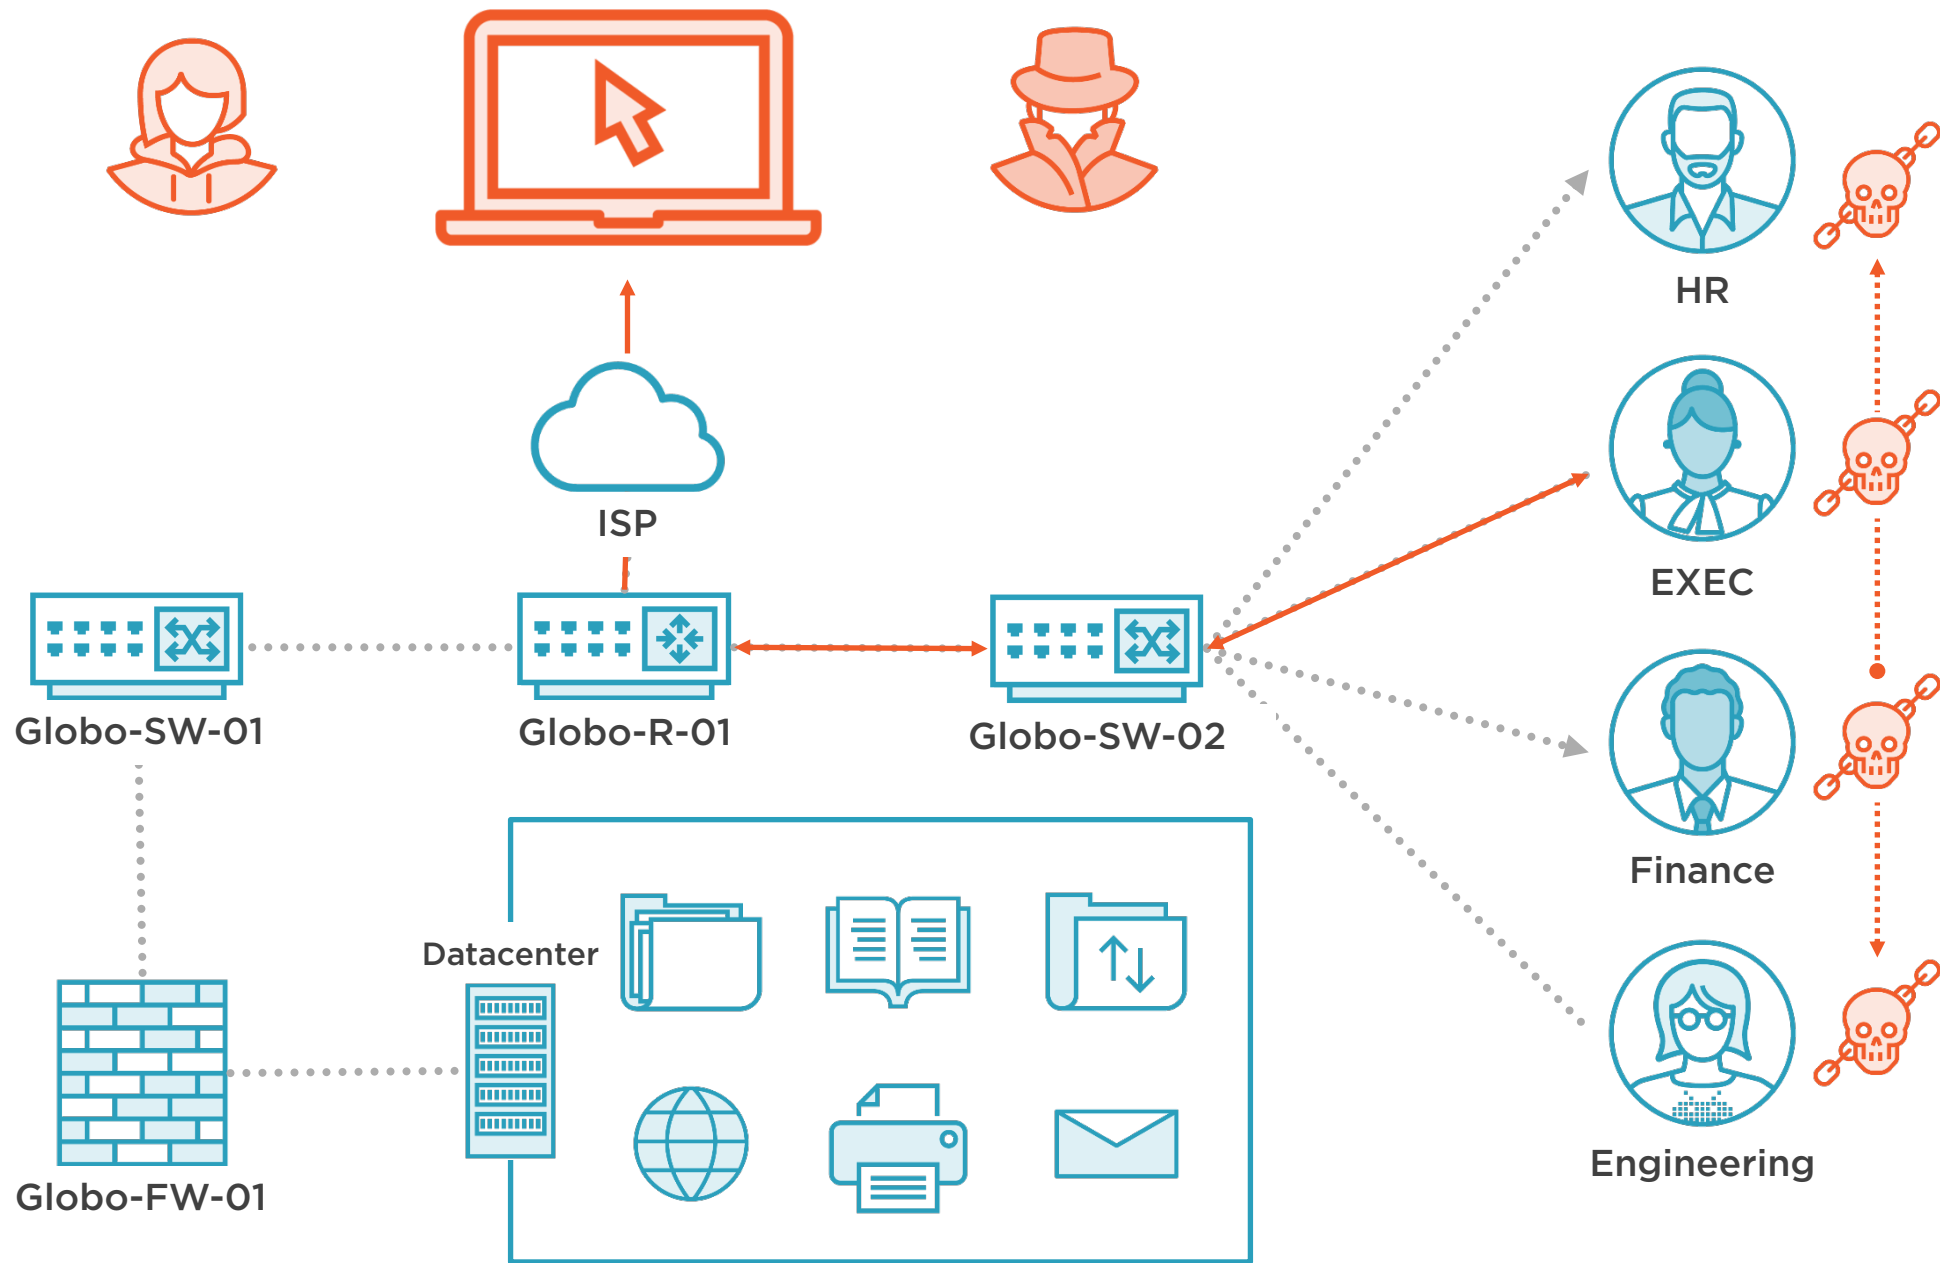 HR
ISP
EXEC
Globo-SW-01
Globo-R-01
Globo-SW-02
Finance
Datacenter
Engineering
Globo-FW-01